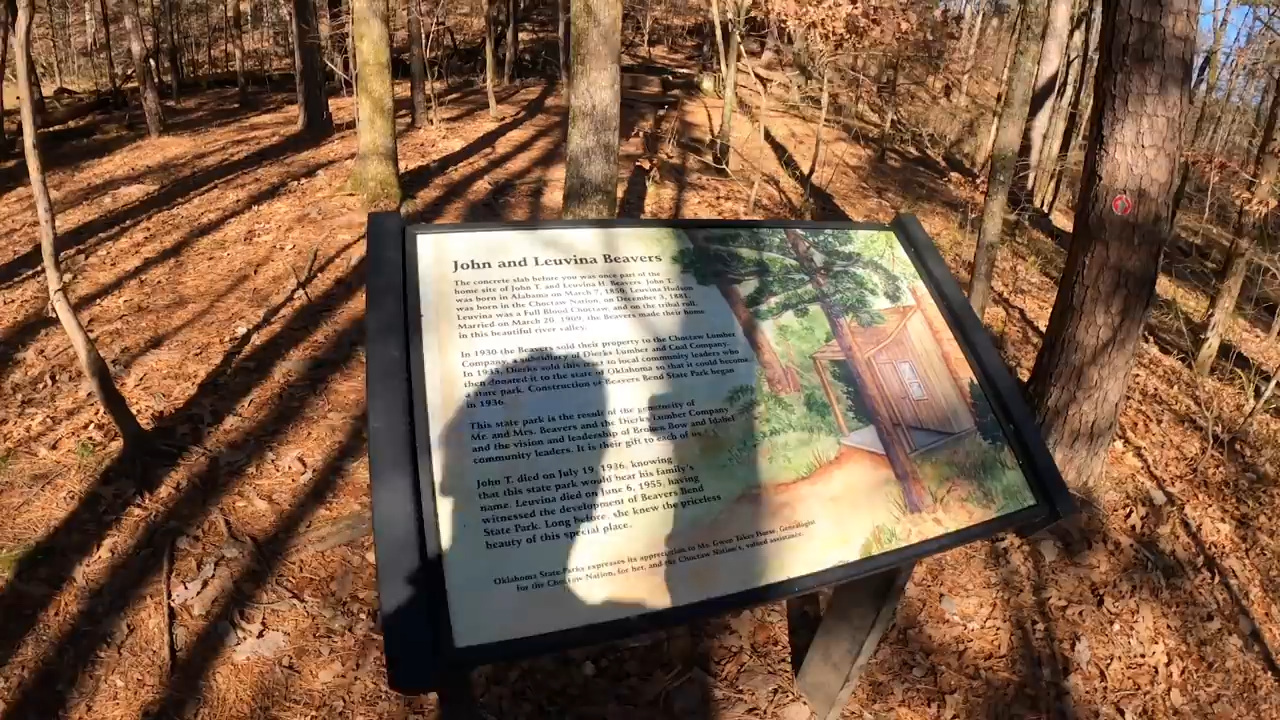 John and Leuvina Beavers
The concrete slab before you was once part of the
home site of John T. and Leuvina H. Beavers. John T.
was born in Alabama on March 7, 1850. Leuvina Hudson
was born in the Choctaw Nation, on December 3, 1881.
Leuvina was a Full Blood Choctaw, and on the tribal roll.
Married on March 20, 1909, the Beavers made their home
in this beautiful river valley.
In 1930 the Beavers sold their property to the Choctaw Lumber
Company, a subsidiary of Dierks Lumber and Coal Company.
In 1935, Dierks sold this tract to local community leaders who
then donated it to the state of Oklahoma so that it could become
a state park. Construction of Beavers Bend State Park began
in 1936.
This state park is the result of the generosity of
Mr. and Mrs. Beavers and the Dierks Lumber Company
and the vision and leadership of Broken Bow and Idabel
community leaders. It is their gift to each of us.
John T. died on July 19, 1936, knowing
that this state park would bear his family's
name. Leuvina died on June 6, 1955, having
witnessed the development of Beavers Bend
State Park. Long before, she knew the priceless
beauty of this special place.
Oklahoma State Parks expresses its appreciation to Ms. Gwen Takes Horse, Genealogist
for the Choctaw Nation, for her, and the Choctaw Nation's, valued assistance.